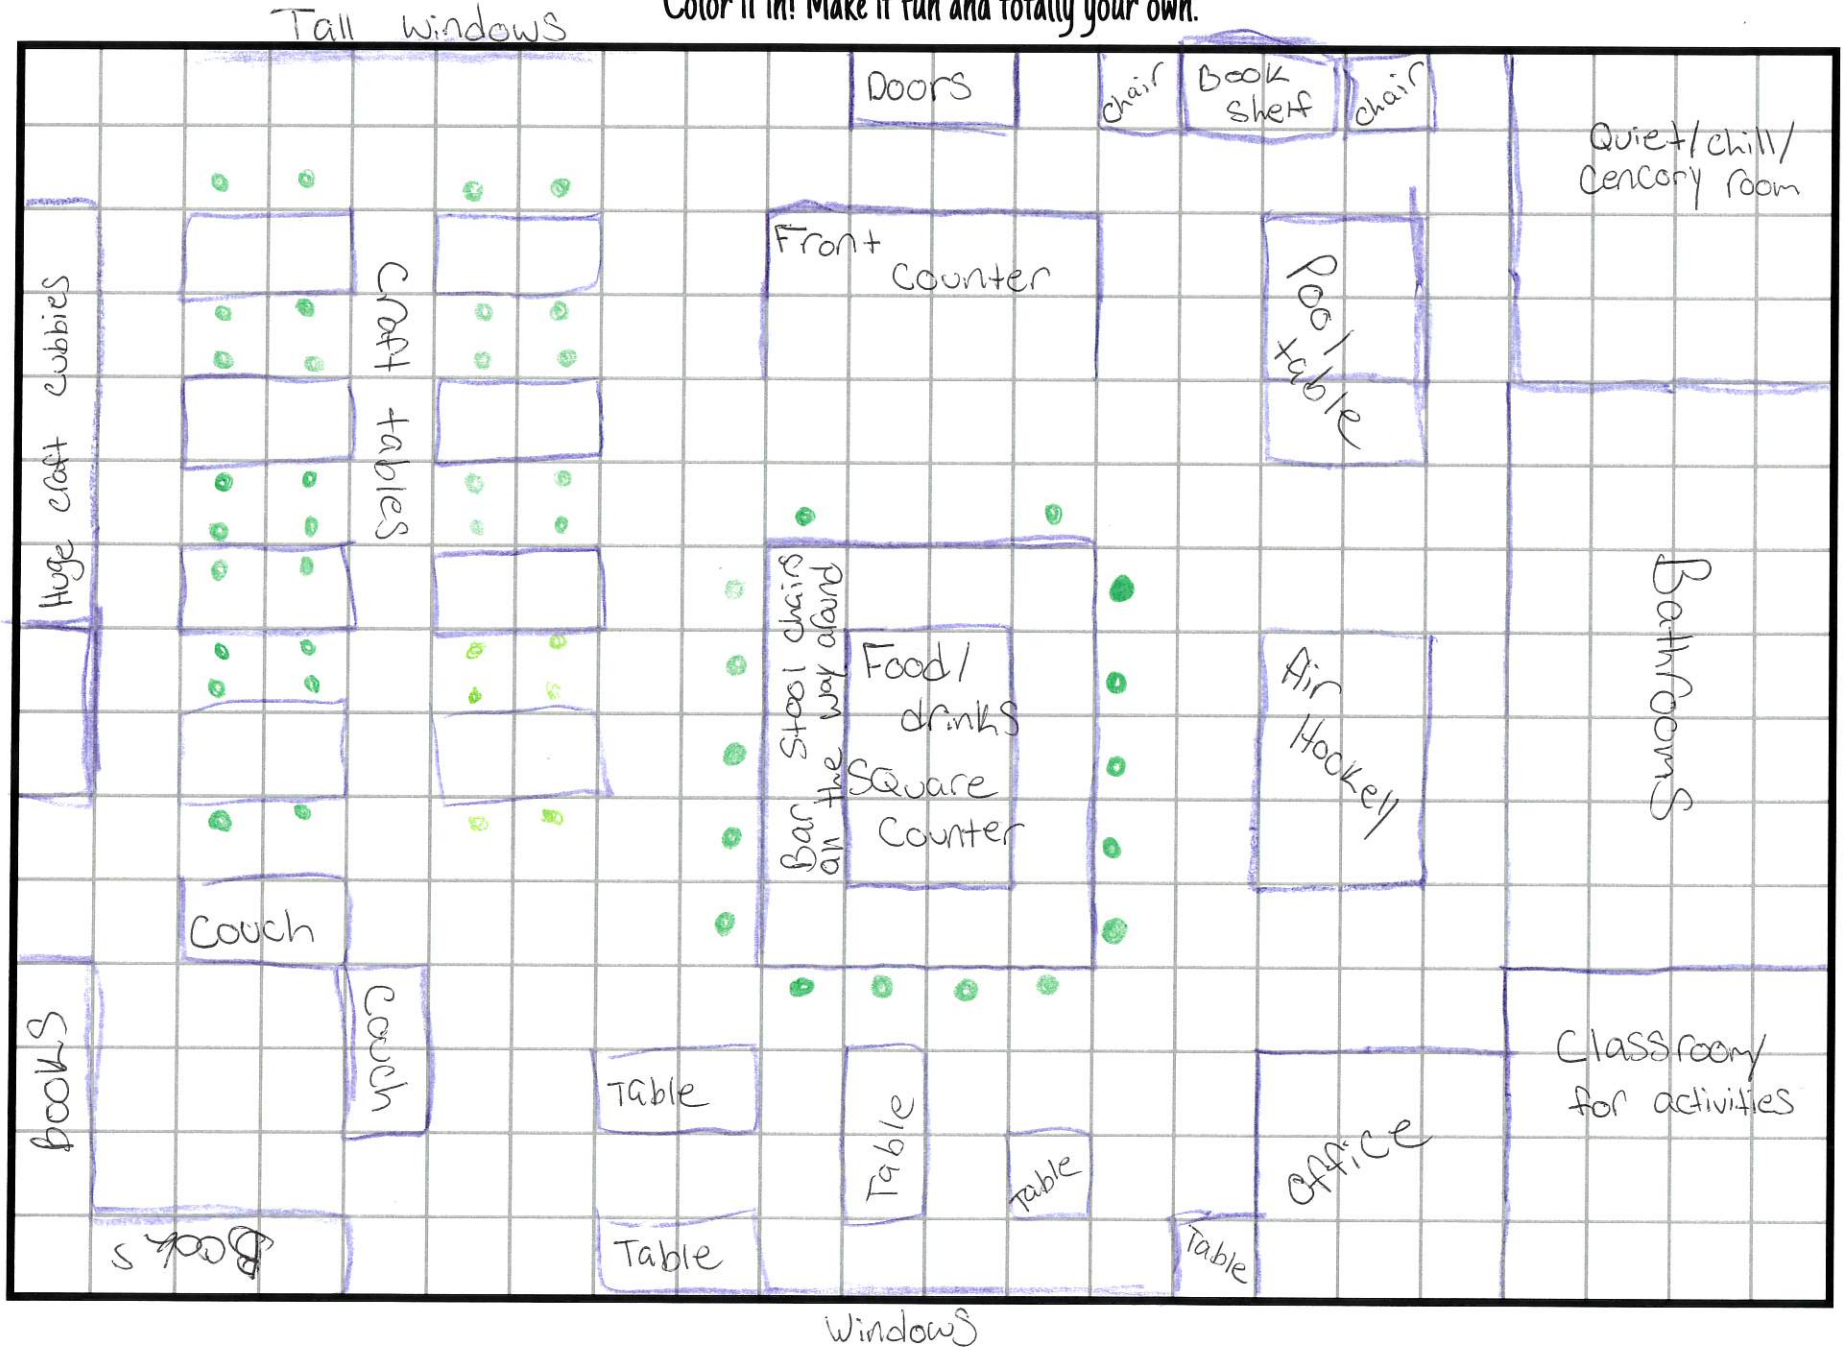 Color it in! Make it fun and totally your own.
Tall windows
Doors
chair
Book
shelf
chair
Quiet/chill/
cencory room
Front
counter
Pool
table
Huge craft cubbies
Craft tables
Bar stool chairs
all the way around
Food/
drinks
Square
counter
Air
Hockey
Bathrooms
Couch
Couch
Books
Books
Table
Table
Table
Table
Table
Office
Classroom/
for activities
Windows